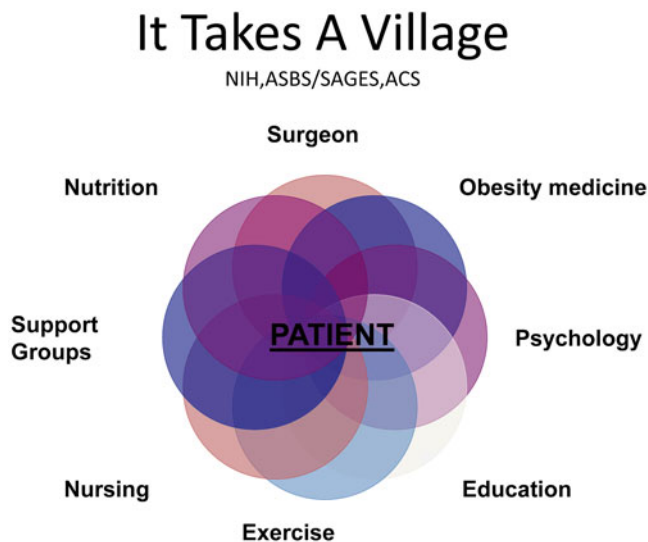 It Takes A Village
NIH,ASBS/SAGES,ACS
Surgeon
Nutrition
Obesity medicine
Support
Groups
PATIENT
Psychology
Nursing
Education
Exercise